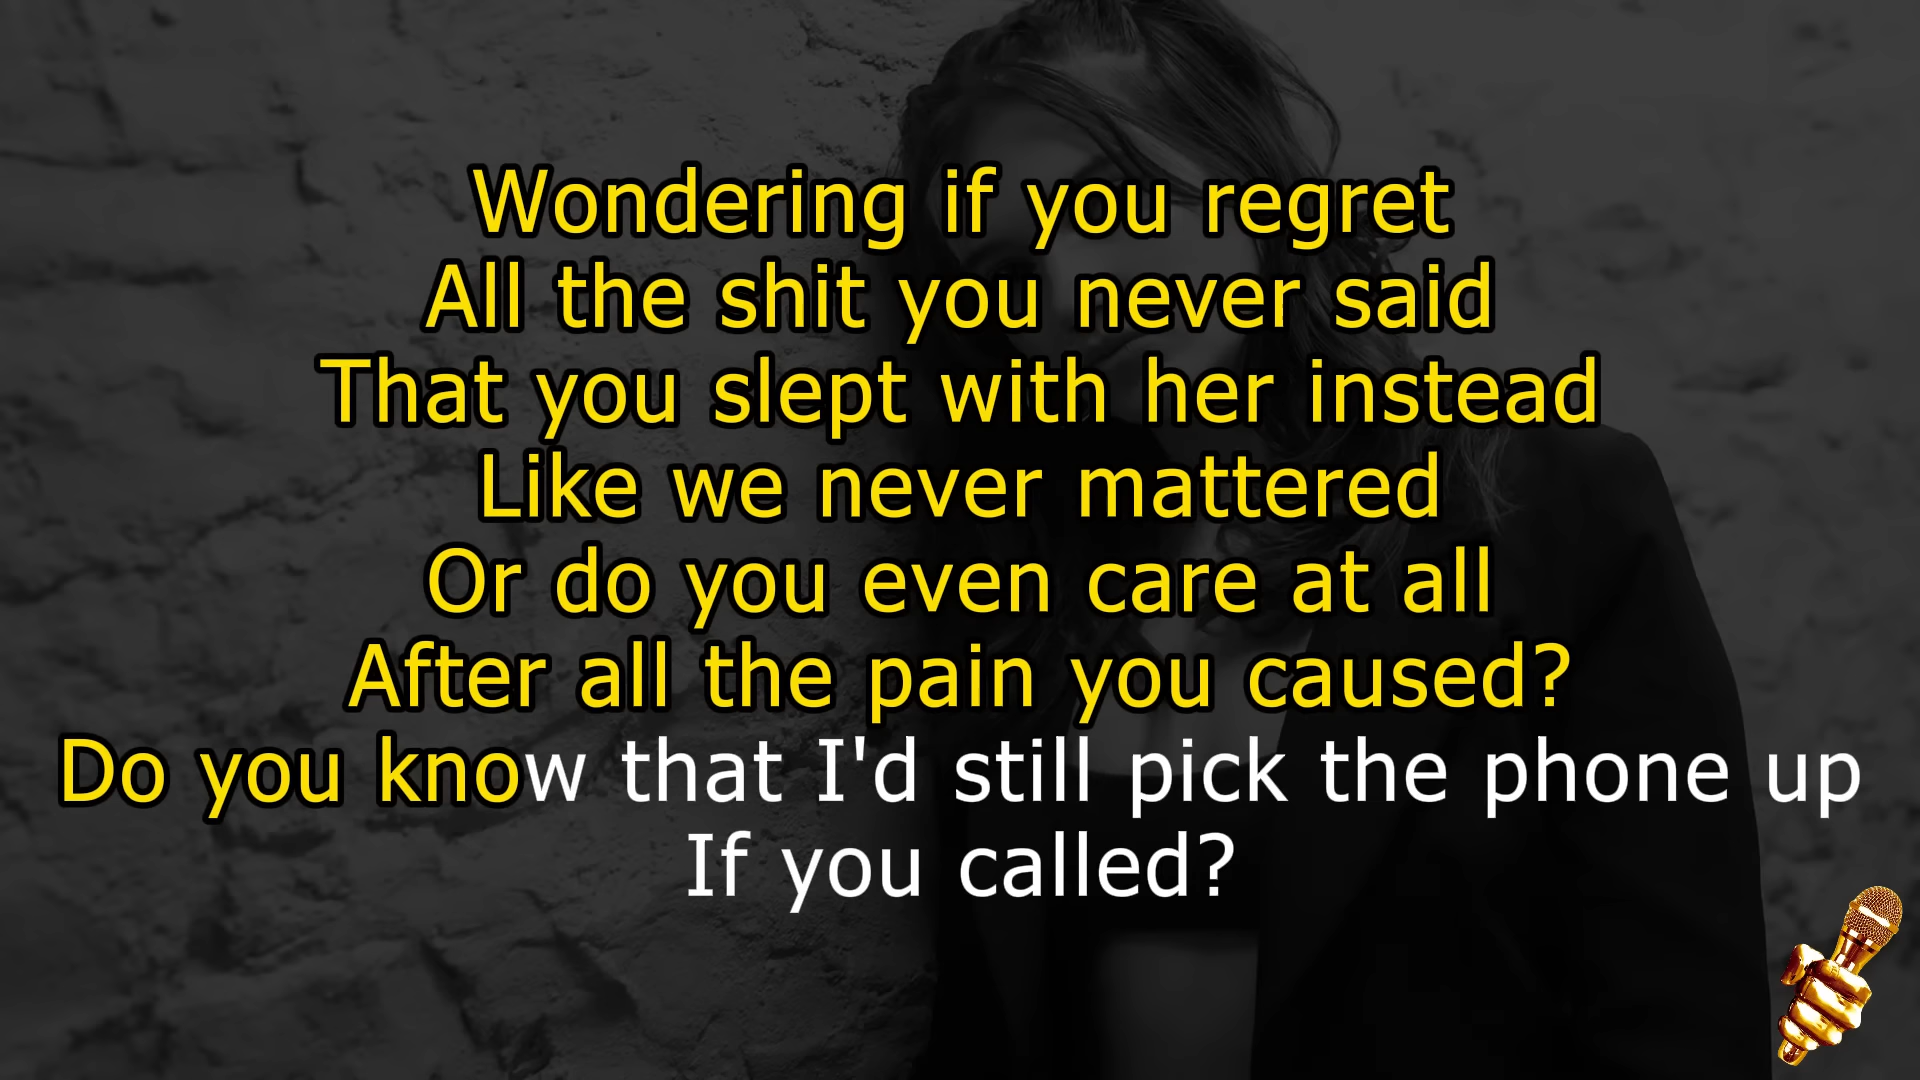 Wondering if you regret
All the shit you never said
That you slept with her instead
Like we never mattered
Or do you even care at all
After all the pain you caused?
Do you know that I'd still pick the phone up
If you called?